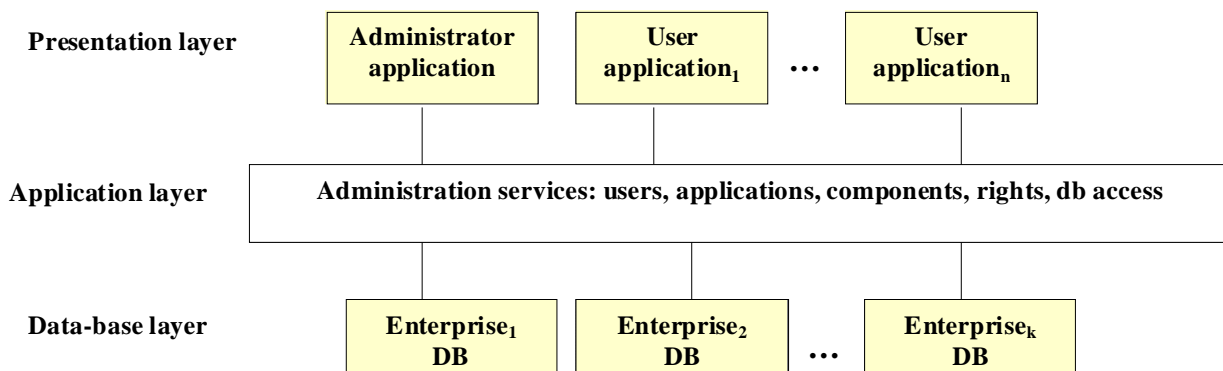 Presentation layer
Administrator
application
User
application₁
...
User
applicationₙ
Application layer
Administration services: users, applications, components, rights, db access
Data-base layer
Enterprise₁
DB
Enterprise₂
DB
...
Enterpriseₖ
DB